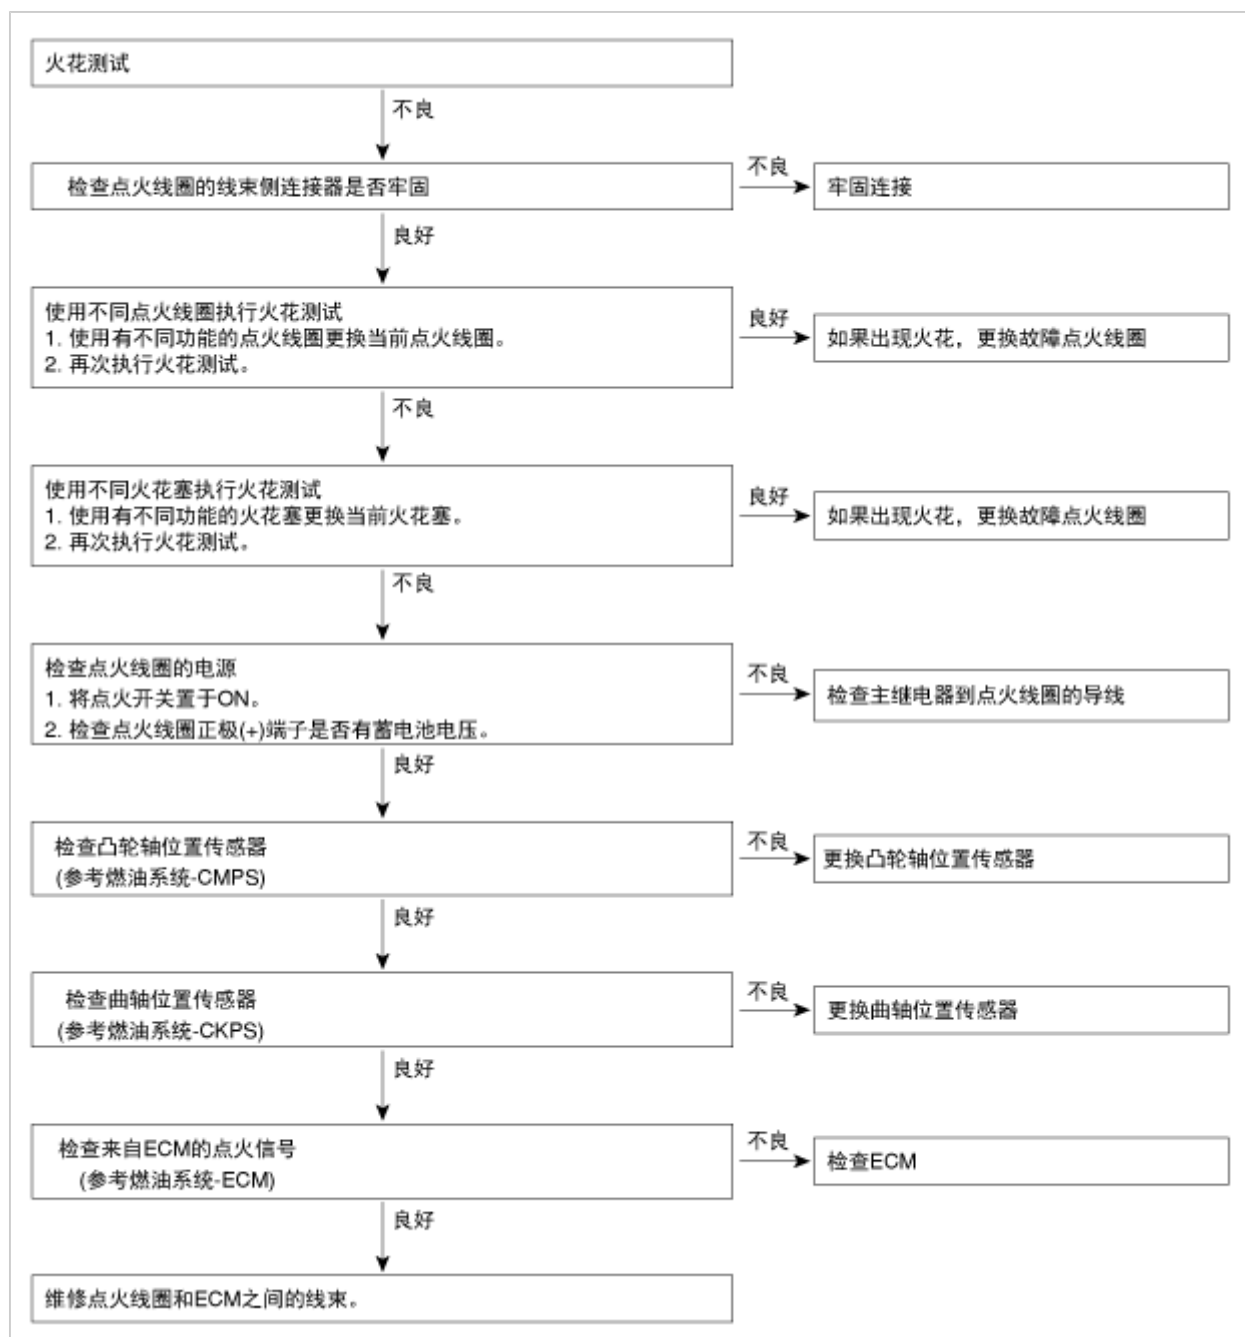 火花测试
不良
检查点火线圈的线束侧连接器是否牢固
不良
牢固连接
良好
使用不同点火线圈执行火花测试
1. 使用有不同功能的点火线圈更换当前点火线圈。
2. 再次执行火花测试。
良好
如果出现火花，更换故障点火线圈
不良
使用不同火花塞执行火花测试
1. 使用有不同功能的火花塞更换当前火花塞。
2. 再次执行火花测试。
良好
如果出现火花，更换故障点火线圈
不良
检查点火线圈的电源
1. 将点火开关置于ON。
2. 检查点火线圈正极(+)端子是否有蓄电池电压。
不良
检查主继电器到点火线圈的导线
良好
检查凸轮轴位置传感器
(参考燃油系统-CMPS)
不良
更换凸轮轴位置传感器
良好
检查曲轴位置传感器
(参考燃油系统-CKPS)
不良
更换曲轴位置传感器
良好
检查来自ECM的点火信号
(参考燃油系统-ECM)
不良
检查ECM
良好
维修点火线圈和ECM之间的线束。